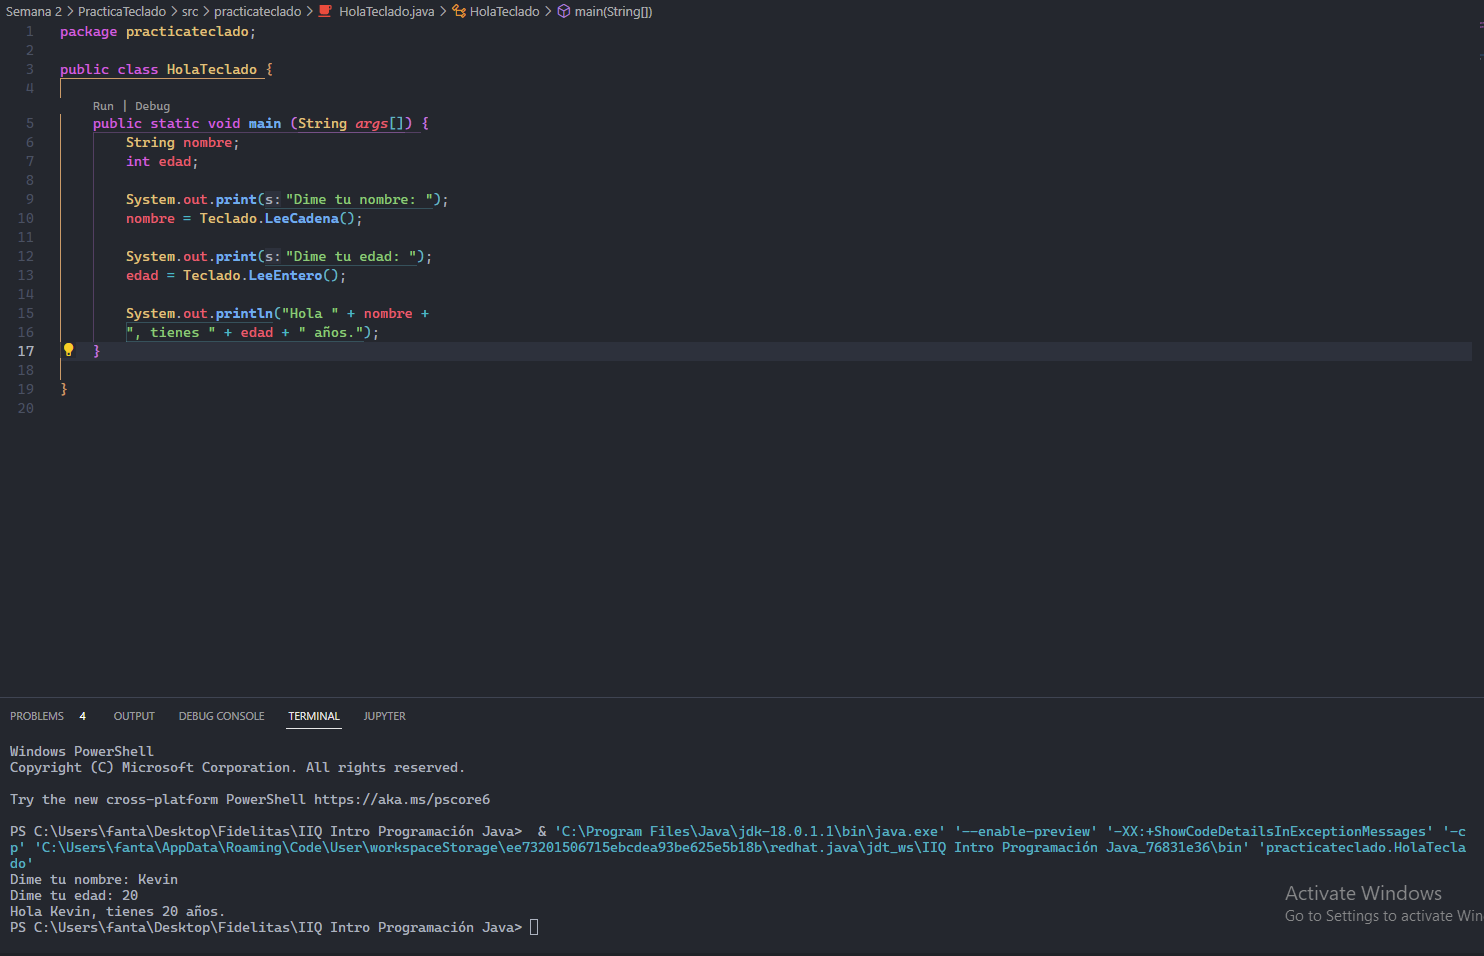 Semana 2 > PracticaTeclado > src > practicateclado > HolaTeclado.java > HolaTeclado > main(String[])
1 package practicateclado;
2
3 public class HolaTeclado {
4
Run | Debug
5 public static void main (String args[]) {
6 String nombre;
7 int edad;
8
9 System.out.print(s: "Dime tu nombre: ");
10 nombre = Teclado.LeeCadena();
11
12 System.out.print(s: "Dime tu edad: ");
13 edad = Teclado.LeeEntero();
14
15 System.out.println("Hola " + nombre +
16 ", tienes " + edad + " años.");
17 }
18
19 }
20
PROBLEMS 4 OUTPUT DEBUG CONSOLE TERMINAL JUPYTER
Windows PowerShell
Copyright (C) Microsoft Corporation. All rights reserved.
Try the new cross-platform PowerShell https://aka.ms/pscore6
PS C:\Users\fanta\Desktop\Fidelitas\IIQ Intro Programación Java>  & 'C:\Program Files\Java\jdk-18.0.1.1\bin\java.exe' '--enable-preview' '-XX:+ShowCodeDetailsInExceptionMessages' '-c
p' 'C:\Users\fanta\AppData\Roaming\Code\User\workspaceStorage\ee73201506715ebcdea93be625e5b18b\redhat.java\jdt_ws\IIQ Intro Programación Java_76831e36\bin' 'practicateclado.HolaTecla
do'
Dime tu nombre: Kevin
Dime tu edad: 20
Hola Kevin, tienes 20 años.
PS C:\Users\fanta\Desktop\Fidelitas\IIQ Intro Programación Java>
Activate Windows
Go to Settings to activate Win